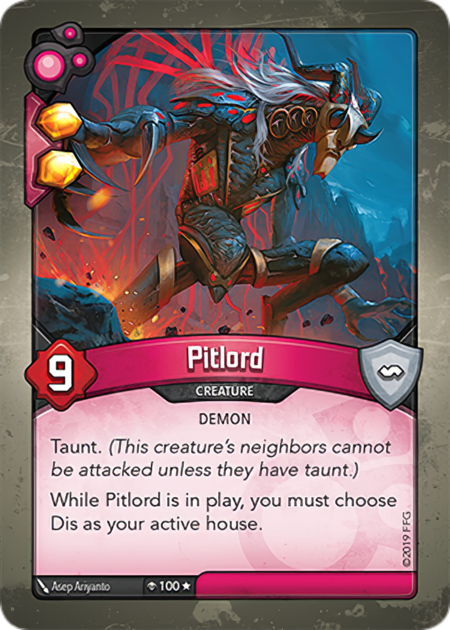 9
Pitlord
CREATURE
DEMON
Taunt. (This creature's neighbors cannot
be attacked unless they have taunt.)
While Pitlord is in play, you must choose
Dis as your active house.
©2019 FFG
Asep Ariyanto
100★